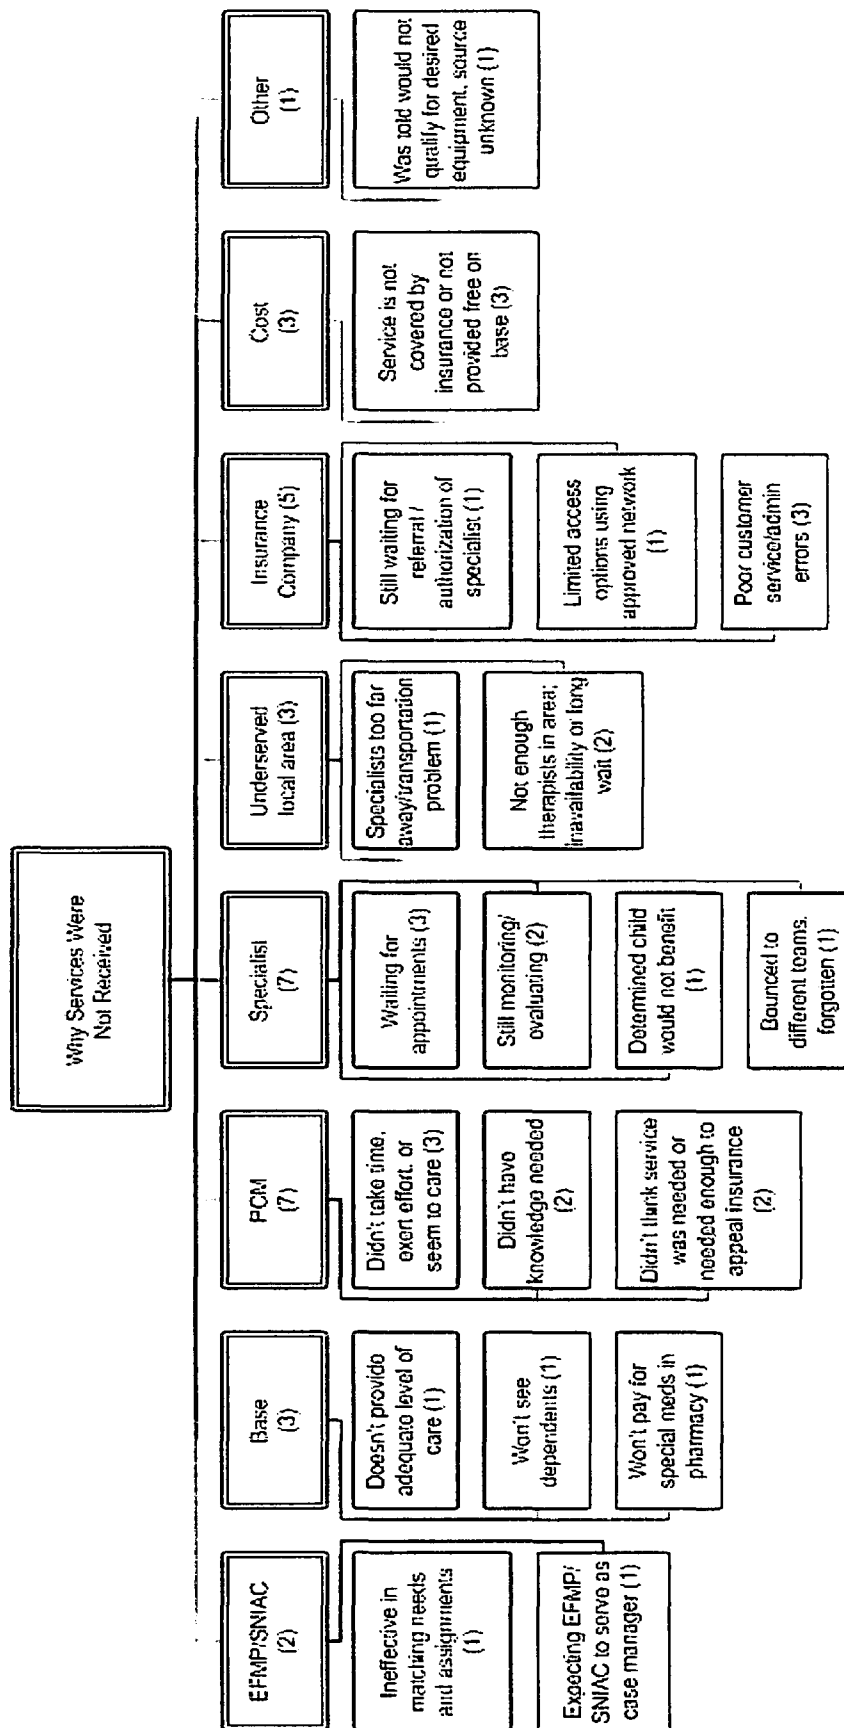 Why Services Were
Not Received
EFMP/SNIAC
(2)
Ineffective in
matching needs
and assignments
(1)
Expecting EFMP/
SNIAC to serve as
case manager (1)
Base
(3)
Doesn't provide
adequate level of
care (1)
Won't see
dependents (1)
Won't pay for
special meds in
pharmacy (1)
PCM
(7)
Didn't take time,
exert effort, or
seem to care (3)
Didn't have
knowledge needed
(2)
Didn't think service
was needed or
needed enough to
appeal insurance
(2)
Specialist
(7)
Waiting for
appointments (3)
Still monitoring/
evaluating (2)
Determined child
would not benefit
(1)
Bounced to
different teams,
forgotten (1)
Underserved
local area (3)
Specialists too far
away/transportation
problem (1)
Not enough
therapists in area;
inavailability or long
wait (2)
Insurance
Company (5)
Still waiting for
referral /
authorization of
specialist (1)
Limited access
options using
approved network
(1)
Poor customer
service/admin
errors (3)
Cost
(3)
Service is not
covered by
insurance or not
provided free on
base (3)
Other
(1)
Was told would not
qualify for desired
equipment, source
unknown (1)